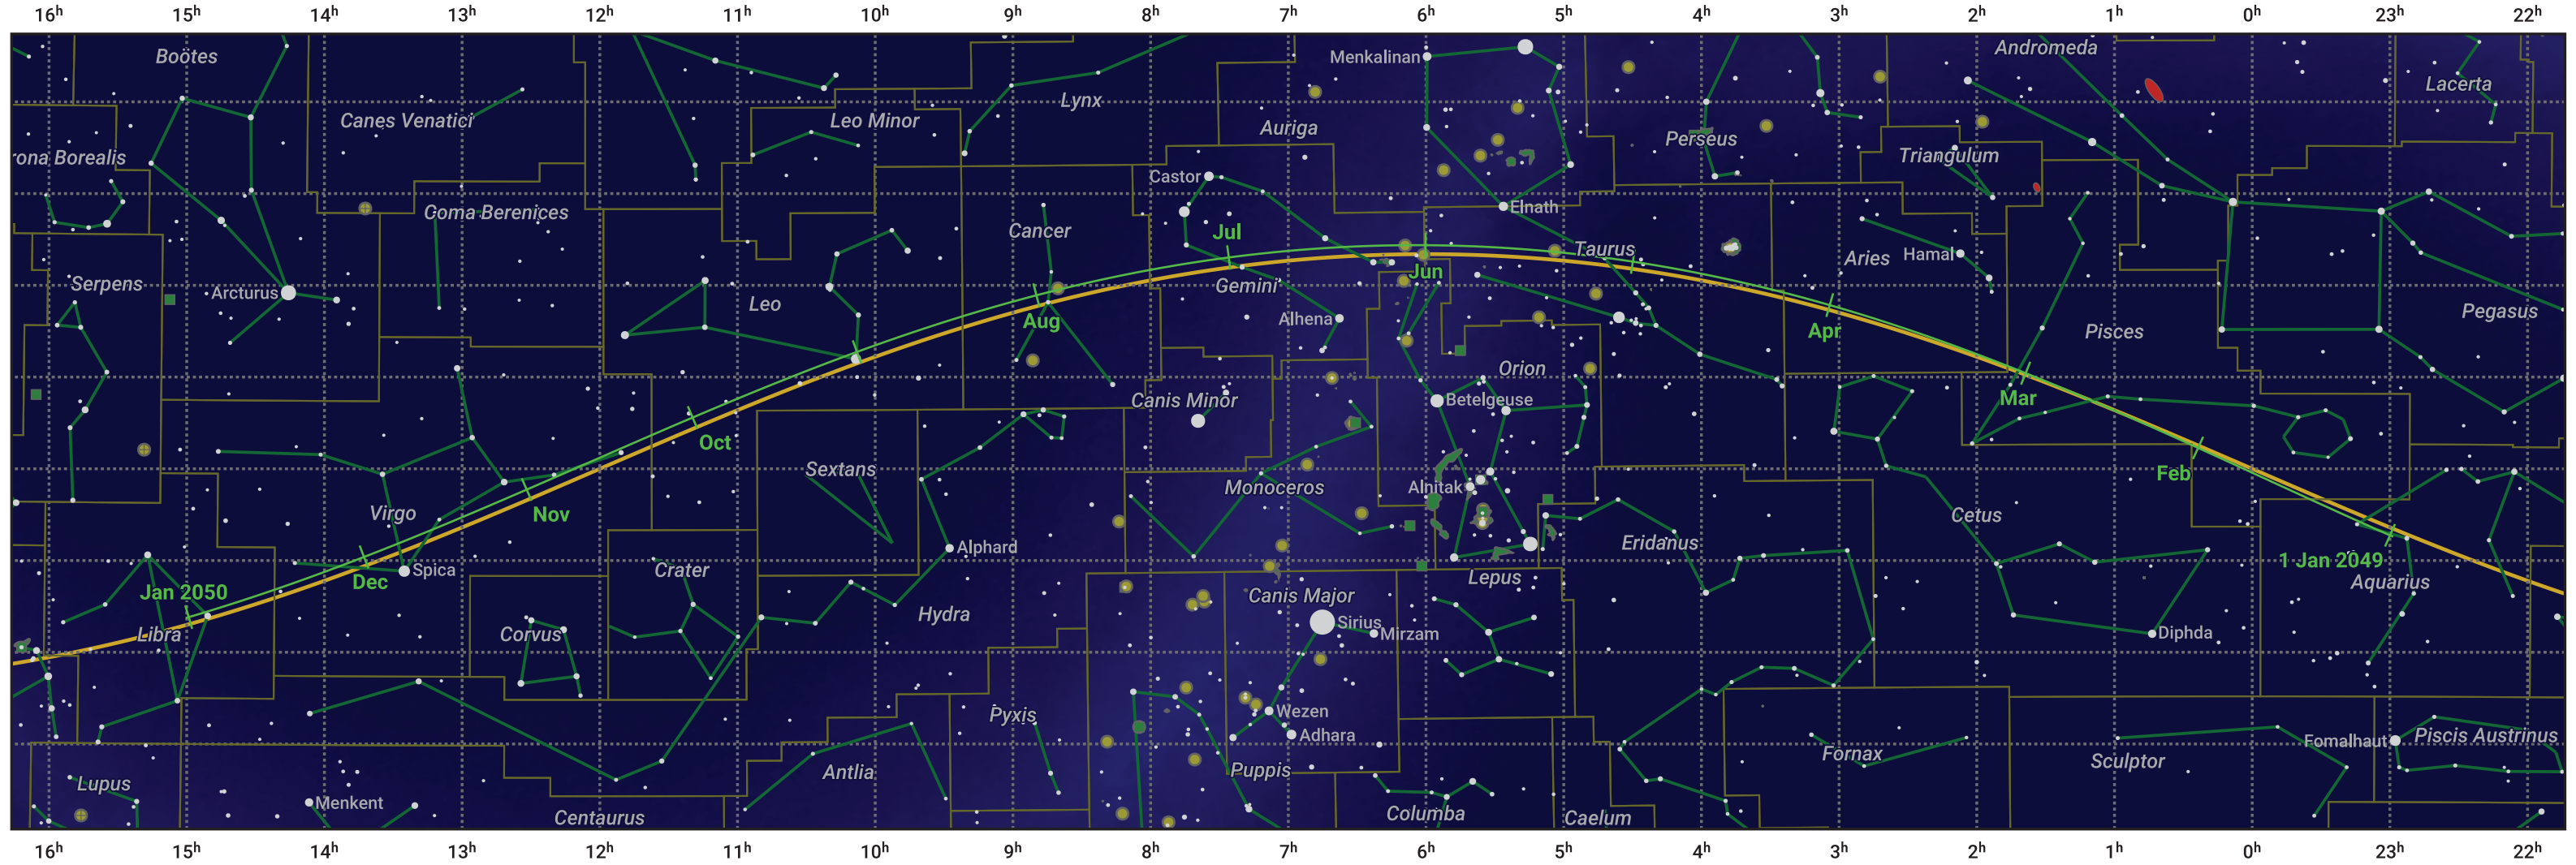 16h 15h 14h 13h 12h 11h 10h 9h 8h 7h 6h 5h 4h 3h 2h 1h 0h 23h 22h
Boötes
Menkalinan
Andromeda
Lacerta
Canes Venatici
Leo Minor
Lynx
Auriga
Perseus
Triangulum
rona Borealis
Castor
Coma Berenices
Elnath
Cancer
Jul
Taurus
Aries
Hamal
Serpens
Arcturus
Leo
Gemini
Jun
Pegasus
Aug
Alhena
Apr
Pisces
Orion
Canis Minor
Betelgeuse
Mar
Oct
Sextans
Monoceros
Alnitak
Feb
Virgo
Nov
Cetus
Alphard
Eridanus
1 Jan 2049
Spica
Crater
Dec
Lepus
Aquarius
Jan 2050
Canis Major
Hydra
Sirius
Mirzam
Libra
Corvus
Diphda
Pyxis
Wezen
Adhara
Fomalhaut
Piscis Austrinus
Antlia
Puppis
Fornax
Sculptor
Lupus
Menkent
Centaurus
Columba
Caelum
16h 15h 14h 13h 12h 11h 10h 9h 8h 7h 6h 5h 4h 3h 2h 1h 0h 23h 22h